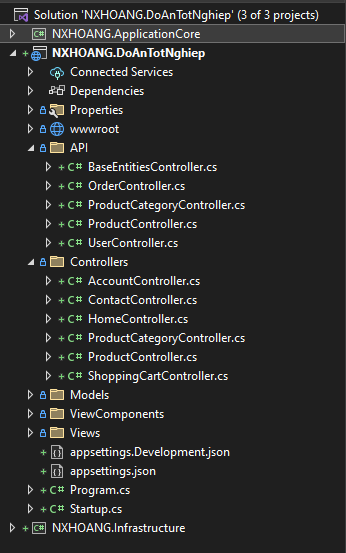 Solution 'NXHOANG.DoAnTotNghiep' (3 of 3 projects)
C# NXHOANG.ApplicationCore
NXHOANG.DoAnTotNghiep
Connected Services
Dependencies
Properties
wwwroot
API
C# BaseEntitiesController.cs
C# OrderController.cs
C# ProductCategoryController.cs
C# ProductController.cs
C# UserController.cs
Controllers
C# AccountController.cs
C# ContactController.cs
C# HomeController.cs
C# ProductCategoryController.cs
C# ProductController.cs
C# ShoppingCartController.cs
Models
ViewComponents
Views
appsettings.Development.json
appsettings.json
C# Program.cs
C# Startup.cs
C# NXHOANG.Infrastructure